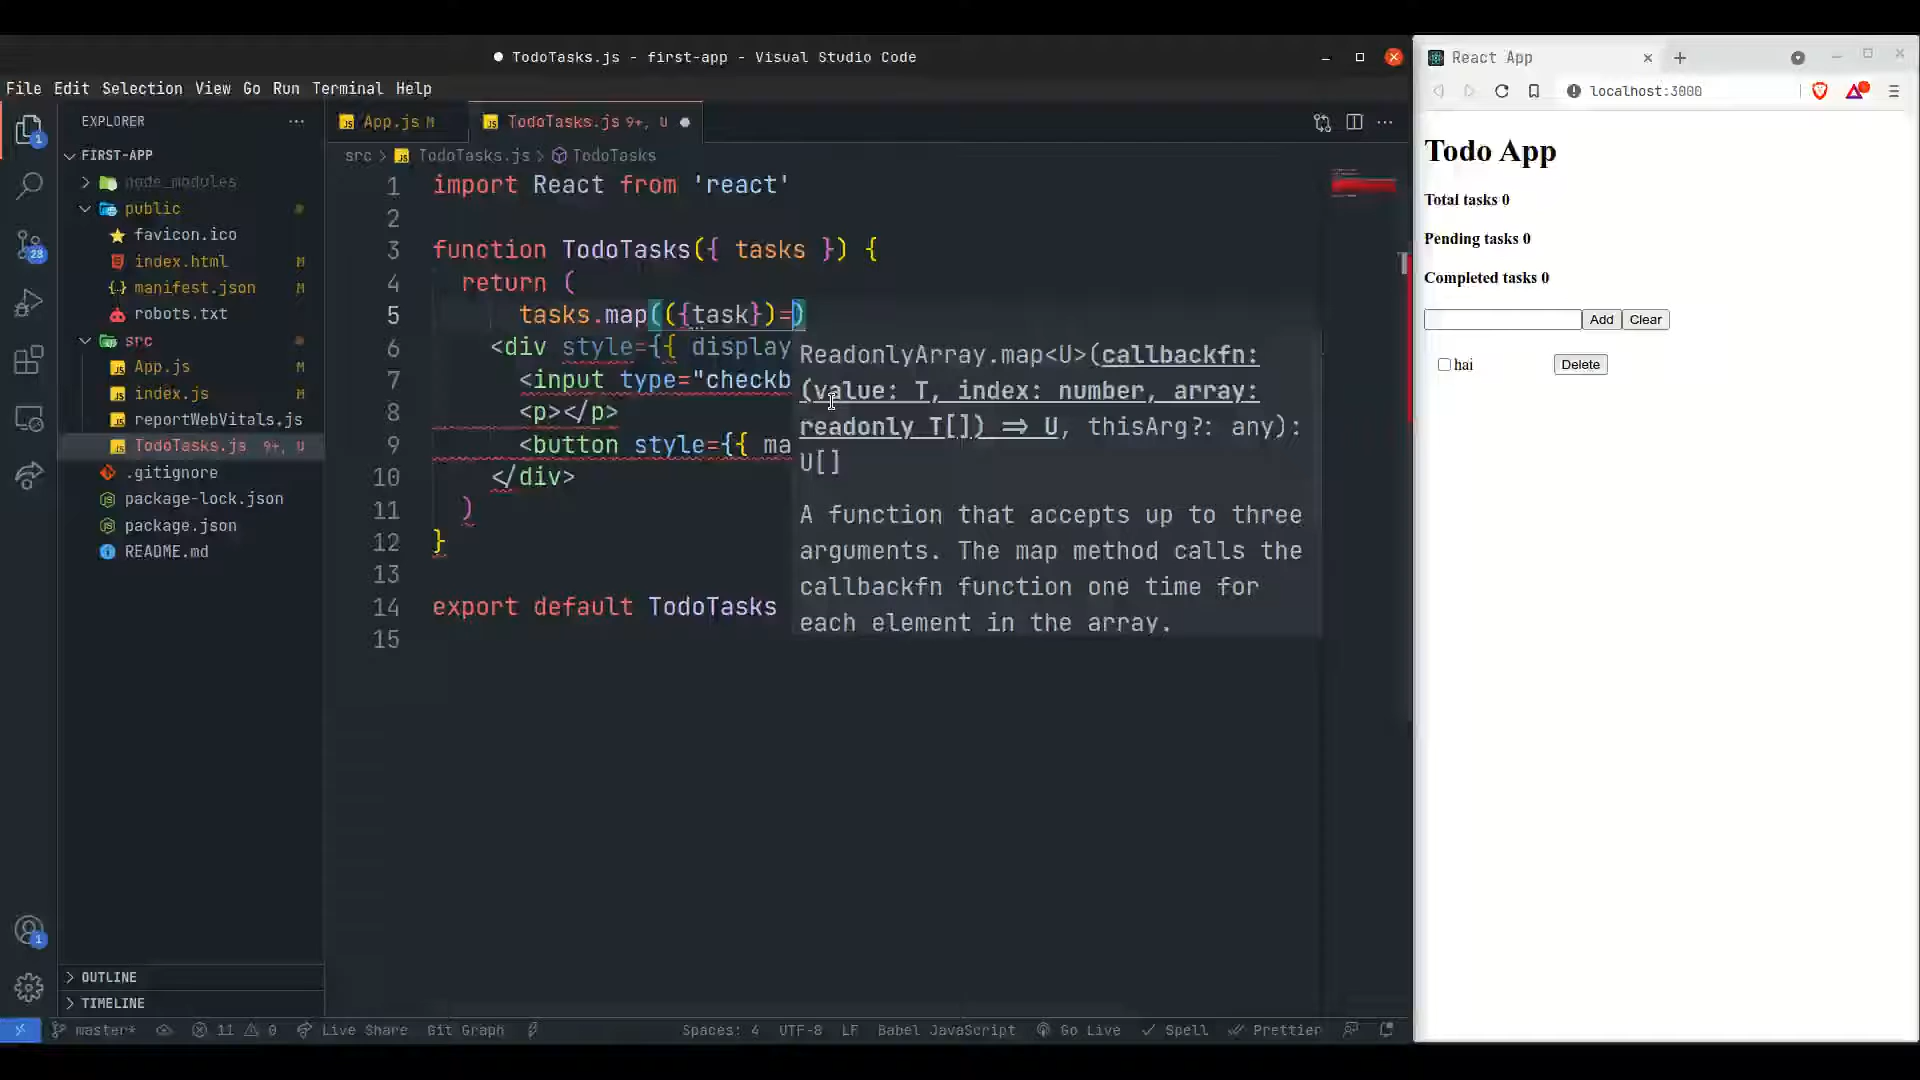 TodoTasks.js - first-app - Visual Studio Code
File Edit Selection View Go Run Terminal Help
EXPLORER
FIRST-APP
node_modules
public
favicon.ico
index.html M
manifest.json M
robots.txt
src
App.js M
index.js M
reportWebVitals.js
TodoTasks.js 9+, U
.gitignore
package-lock.json
package.json
README.md
OUTLINE
TIMELINE
1
28
1
App.js M
TodoTasks.js 9+, U
src > TodoTasks.js > TodoTasks
1 import React from 'react'
2
3 function TodoTasks({ tasks }) {
4 return (
5 tasks.map(({task})=)
6 <div style={{ display
7 <input type="checkb
8 <p></p>
9 <button style={{ ma
10 </div>
11 )
12 }
13
14 export default TodoTasks
15
ReadonlyArray.map<U>(callbackfn:
(value: T, index: number, array:
readonly T[]) => U, thisArg?: any):
U[]
A function that accepts up to three
arguments. The map method calls the
callbackfn function one time for
each element in the array.
master* 11 0 Live Share Git Graph Spaces: 4 UTF-8 LF Babel JavaScript Go Live Spell Prettier
React App
localhost:3000
Todo App
Total tasks 0
Pending tasks 0
Completed tasks 0
Add Clear
hai Delete